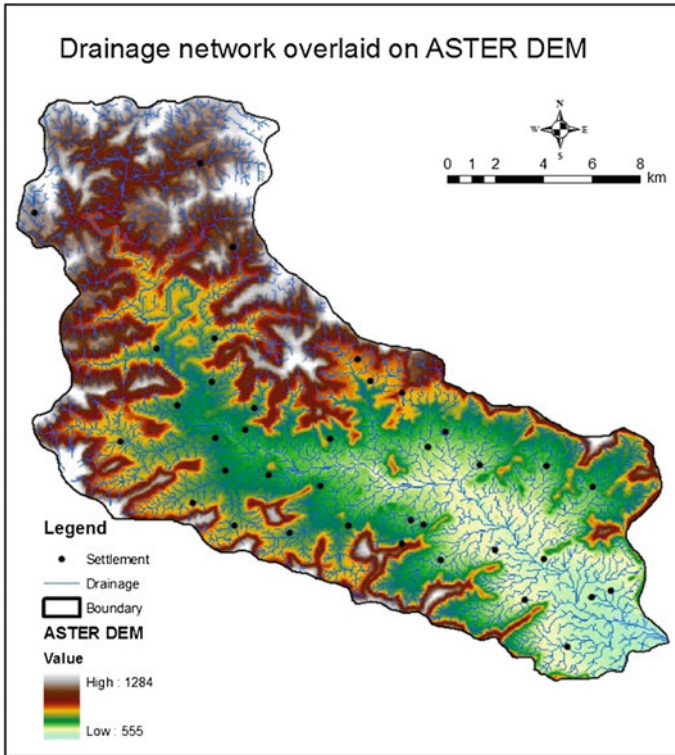 Drainage network overlaid on ASTER DEM
N
W E
S
0 1 2 4 6 8
km
Legend
Settlement
Drainage
Boundary
ASTER DEM
Value
High : 1284
Low : 555